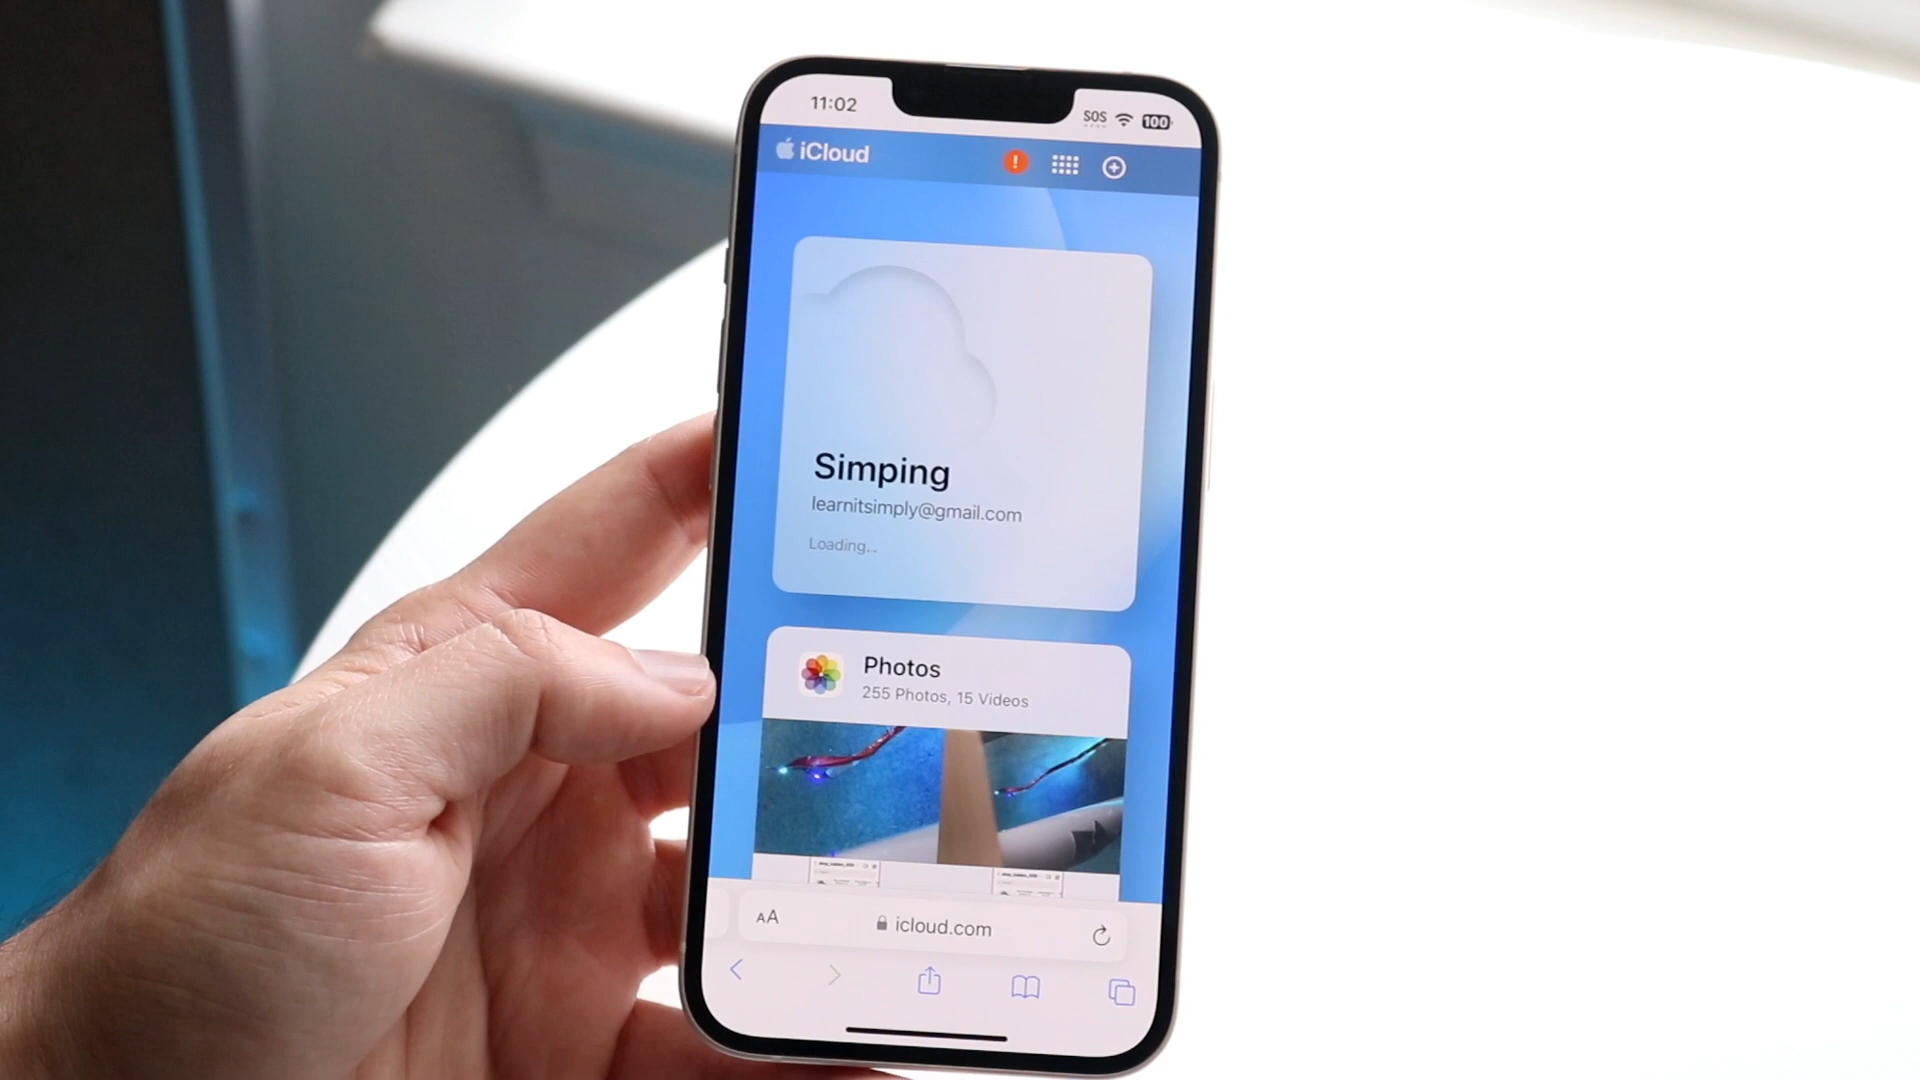 11:02
SOS
100
iCloud
!
Simping
learnitsimply@gmail.com
Loading...
Photos
255 Photos, 15 Videos
AA
icloud.com